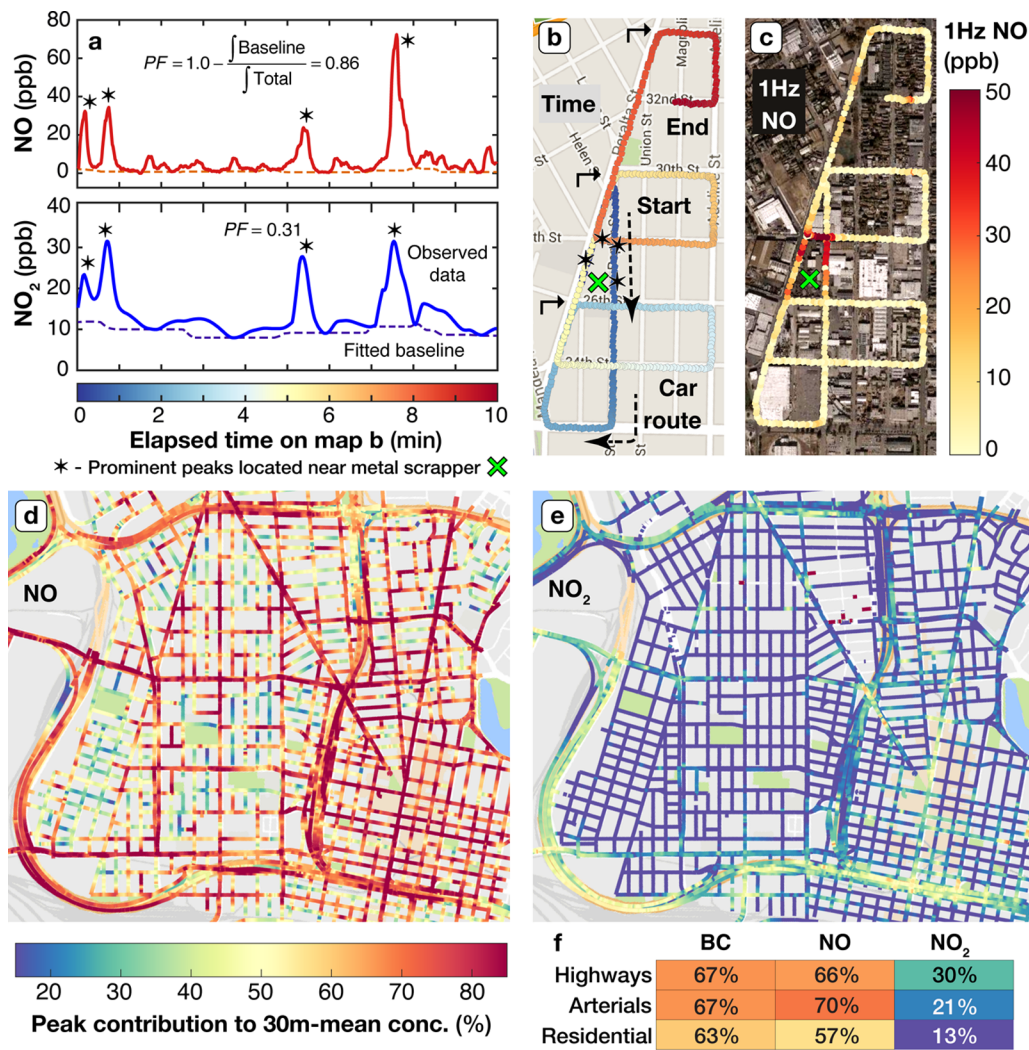 a
PF = 1.0 - ∫Baseline / ∫Total = 0.86
NO (ppb)
80
60
40
20
0
PF = 0.31
Observed
data
Fitted baseline
NO2 (ppb)
40
30
20
10
0
0 2 4 6 8 10
Elapsed time on map b (min)
✶ - Prominent peaks located near metal scrapper ✕
b
Time
Magnol
Adelin
32nd St
End
Peralta St
Union St
Helen S
30th St
Start
th St
26th S
24th St
Car
route
c
1Hz
NO
1Hz NO
(ppb)
50
40
30
20
10
0
d
NO
e
NO2
20 30 40 50 60 70 80
Peak contribution to 30m-mean conc. (%)
f BC NO NO2
Highways 67% 66% 30%
Arterials 67% 70% 21%
Residential 63% 57% 13%